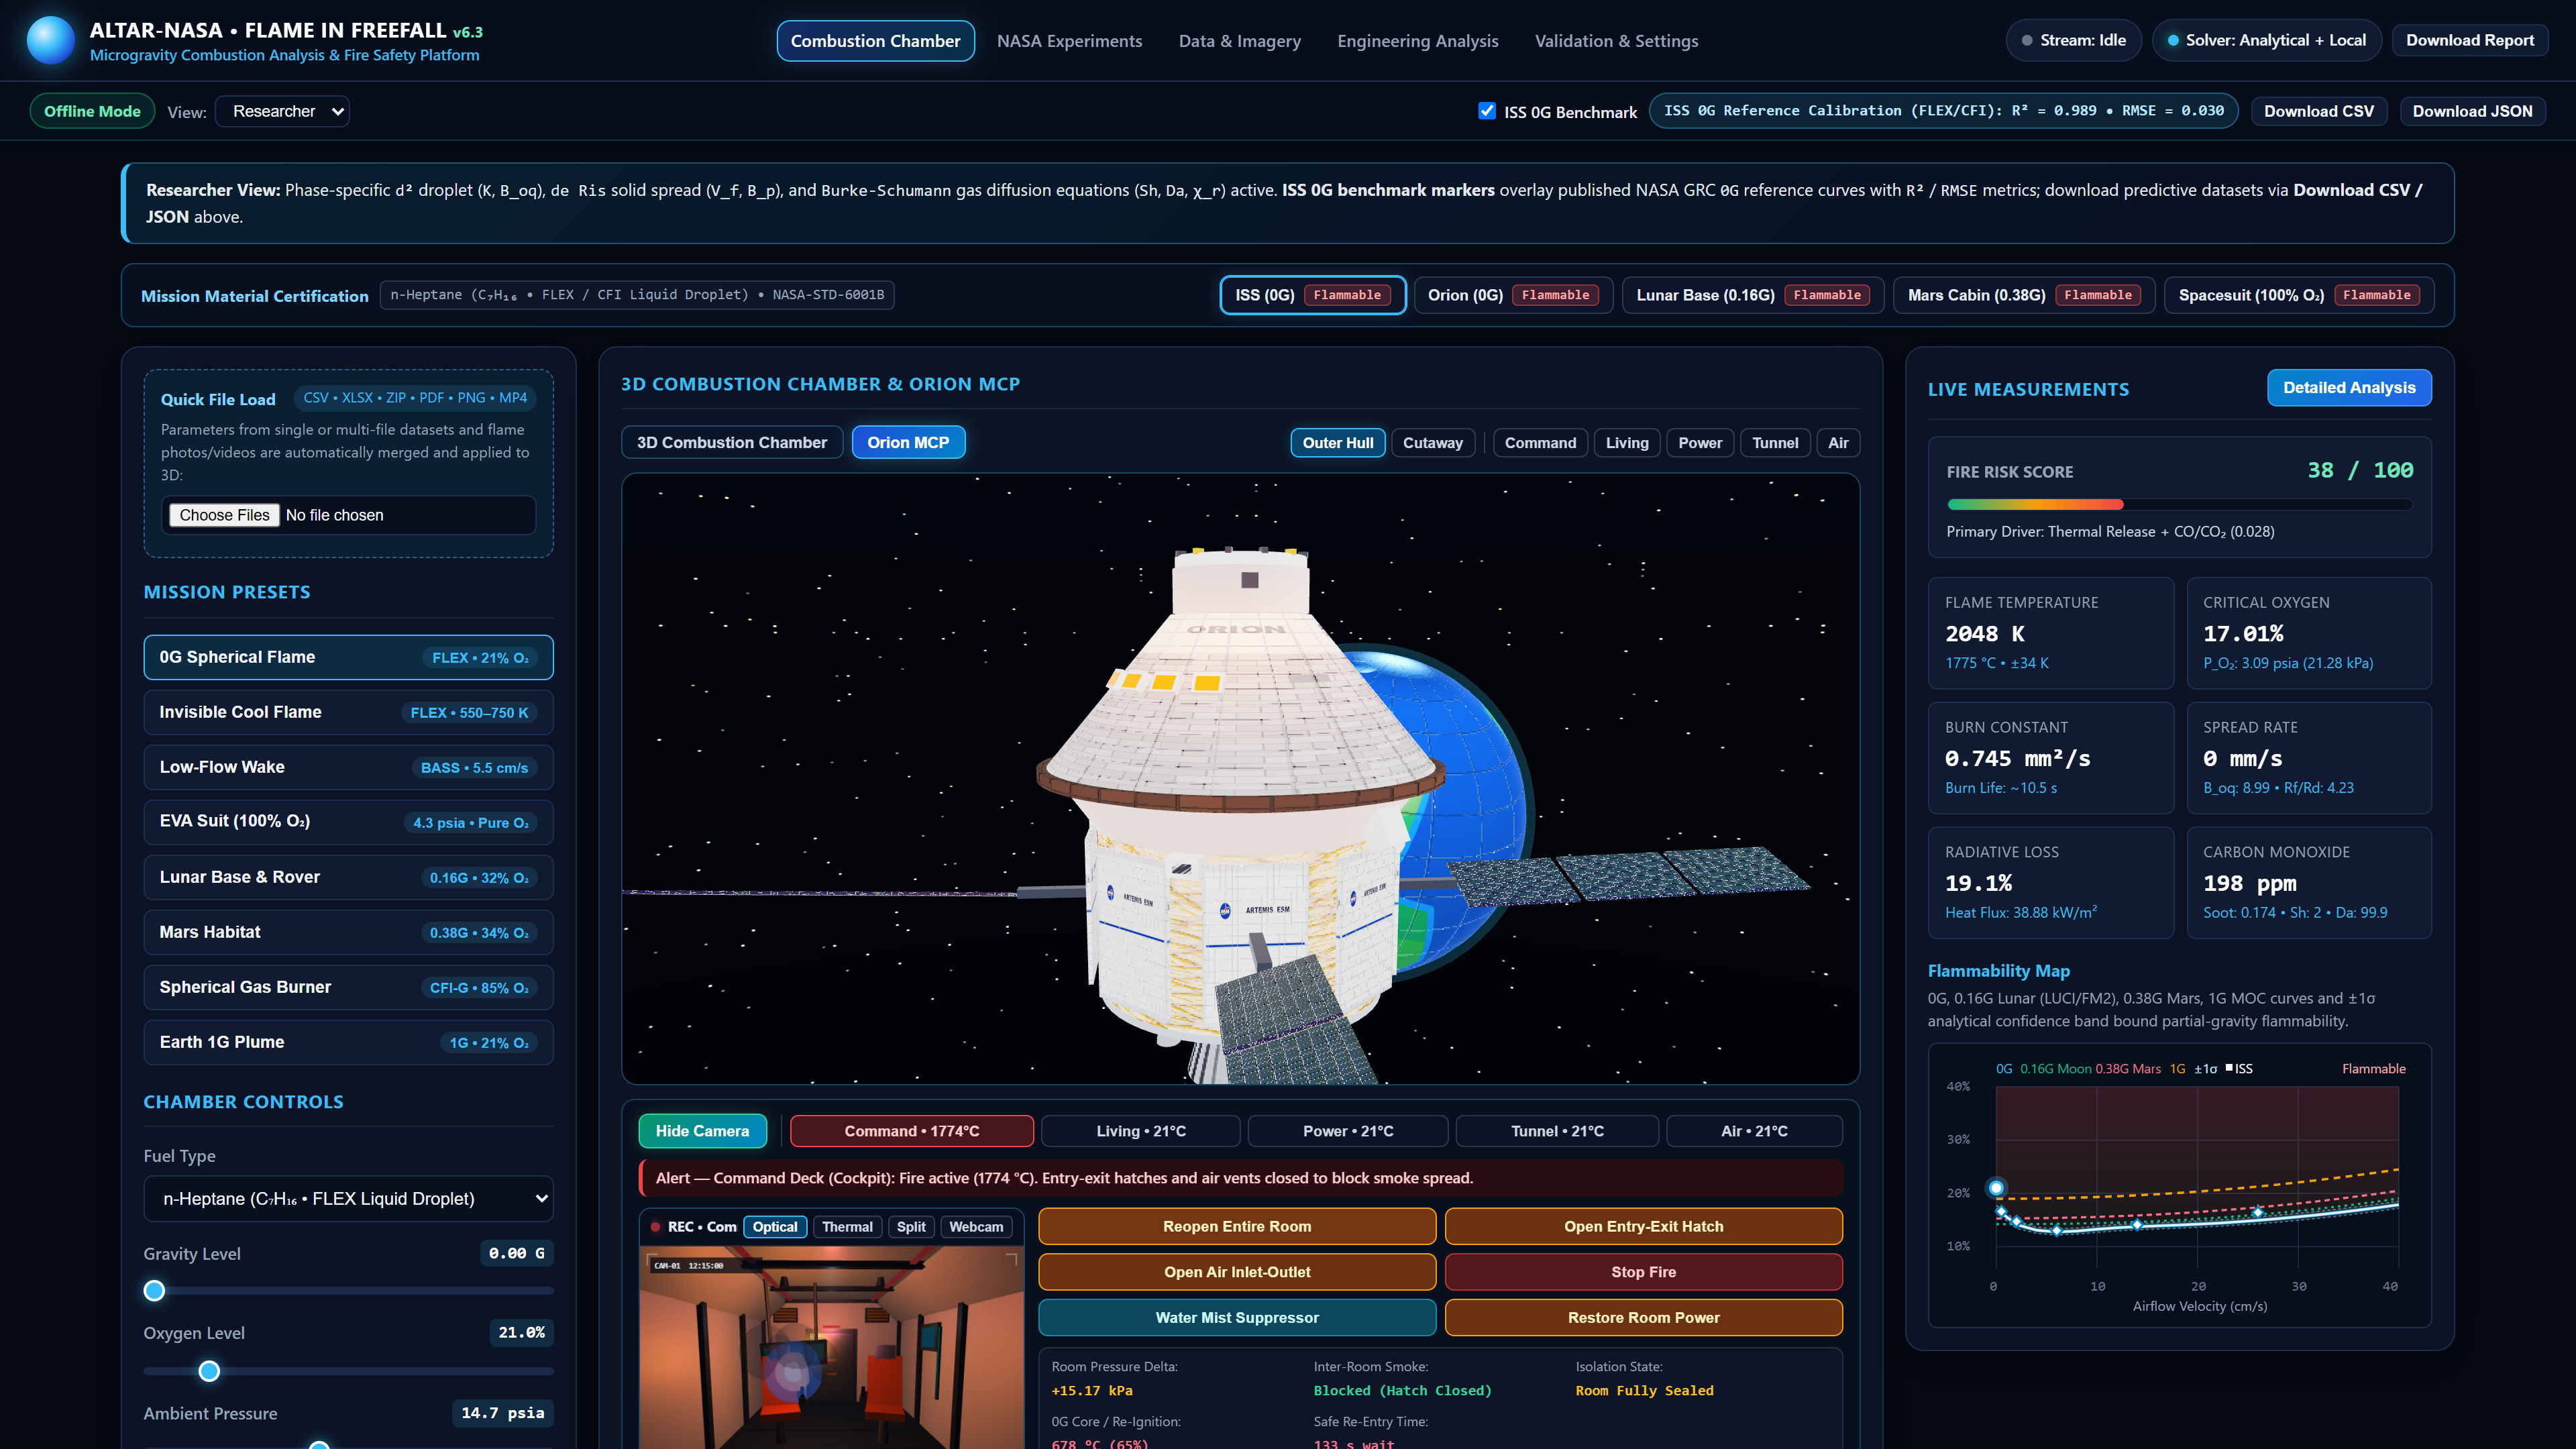 ALTAR-NASA • FLAME IN FREEFALL v6.3
Microgravity Combustion Analysis & Fire Safety Platform
Combustion Chamber
NASA Experiments
Data & Imagery
Engineering Analysis
Validation & Settings
Stream: Idle
Solver: Analytical + Local
Download Report
Offline Mode
View:
Researcher
ISS 0G Benchmark
ISS 0G Reference Calibration (FLEX/CFI): R² = 0.989 • RMSE = 0.030
Download CSV
Download JSON
Researcher View: Phase-specific d² droplet (K, B_oq), de Ris solid spread (V_f, B_p), and Burke-Schumann gas diffusion equations (Sh, Da, χ_r) active. ISS 0G benchmark markers overlay published NASA GRC 0G reference curves with R² / RMSE metrics; download predictive datasets via Download CSV /
JSON above.
Mission Material Certification
n-Heptane (C₇H₁₆ • FLEX / CFI Liquid Droplet) • NASA-STD-6001B
ISS (0G) Flammable
Orion (0G) Flammable
Lunar Base (0.16G) Flammable
Mars Cabin (0.38G) Flammable
Spacesuit (100% O₂) Flammable
Quick File Load
CSV • XLSX • ZIP • PDF • PNG • MP4
Parameters from single or multi-file datasets and flame
photos/videos are automatically merged and applied to
3D:
Choose Files No file chosen
MISSION PRESETS
0G Spherical Flame
FLEX • 21% O₂
Invisible Cool Flame
FLEX • 550–750 K
Low-Flow Wake
BASS • 5.5 cm/s
EVA Suit (100% O₂)
4.3 psia • Pure O₂
Lunar Base & Rover
0.16G • 32% O₂
Mars Habitat
0.38G • 34% O₂
Spherical Gas Burner
CFI-G • 85% O₂
Earth 1G Plume
1G • 21% O₂
CHAMBER CONTROLS
Fuel Type
n-Heptane (C₇H₁₆ • FLEX Liquid Droplet)
Gravity Level
0.00 G
Oxygen Level
21.0%
Ambient Pressure
14.7 psia
3D COMBUSTION CHAMBER & ORION MCP
3D Combustion Chamber
Orion MCP
Outer Hull
Cutaway
Command
Living
Power
Tunnel
Air
ORION
ARTEMIS ESM
ARTEMIS ESM
ARTEMIS ESM
Hide Camera
Command • 1774°C
Living • 21°C
Power • 21°C
Tunnel • 21°C
Air • 21°C
Alert — Command Deck (Cockpit): Fire active (1774 °C). Entry-exit hatches and air vents closed to block smoke spread.
REC • Com
Optical
Thermal
Split
Webcam
CAM-01 12:15:00
Reopen Entire Room
Open Entry-Exit Hatch
Open Air Inlet-Outlet
Stop Fire
Water Mist Suppressor
Restore Room Power
Room Pressure Delta:
+15.17 kPa
Inter-Room Smoke:
Blocked (Hatch Closed)
Isolation State:
Room Fully Sealed
0G Core / Re-Ignition:
678 °C (65%)
Safe Re-Entry Time:
133 s wait
LIVE MEASUREMENTS
Detailed Analysis
FIRE RISK SCORE
38 / 100
Primary Driver: Thermal Release + CO/CO₂ (0.028)
FLAME TEMPERATURE
2048 K
1775 °C • ±34 K
CRITICAL OXYGEN
17.01%
P_O₂: 3.09 psia (21.28 kPa)
BURN CONSTANT
0.745 mm²/s
Burn Life: ~10.5 s
SPREAD RATE
0 mm/s
B_oq: 8.99 • Rf/Rd: 4.23
RADIATIVE LOSS
19.1%
Heat Flux: 38.88 kW/m²
CARBON MONOXIDE
198 ppm
Soot: 0.174 • Sh: 2 • Da: 99.9
Flammability Map
0G, 0.16G Lunar (LUCI/FM2), 0.38G Mars, 1G MOC curves and ±1σ
analytical confidence band bound partial-gravity flammability.
0G 0.16G Moon 0.38G Mars 1G ±1σ ISS
Flammable
40%
30%
20%
10%
0 10 20 30 40
Airflow Velocity (cm/s)